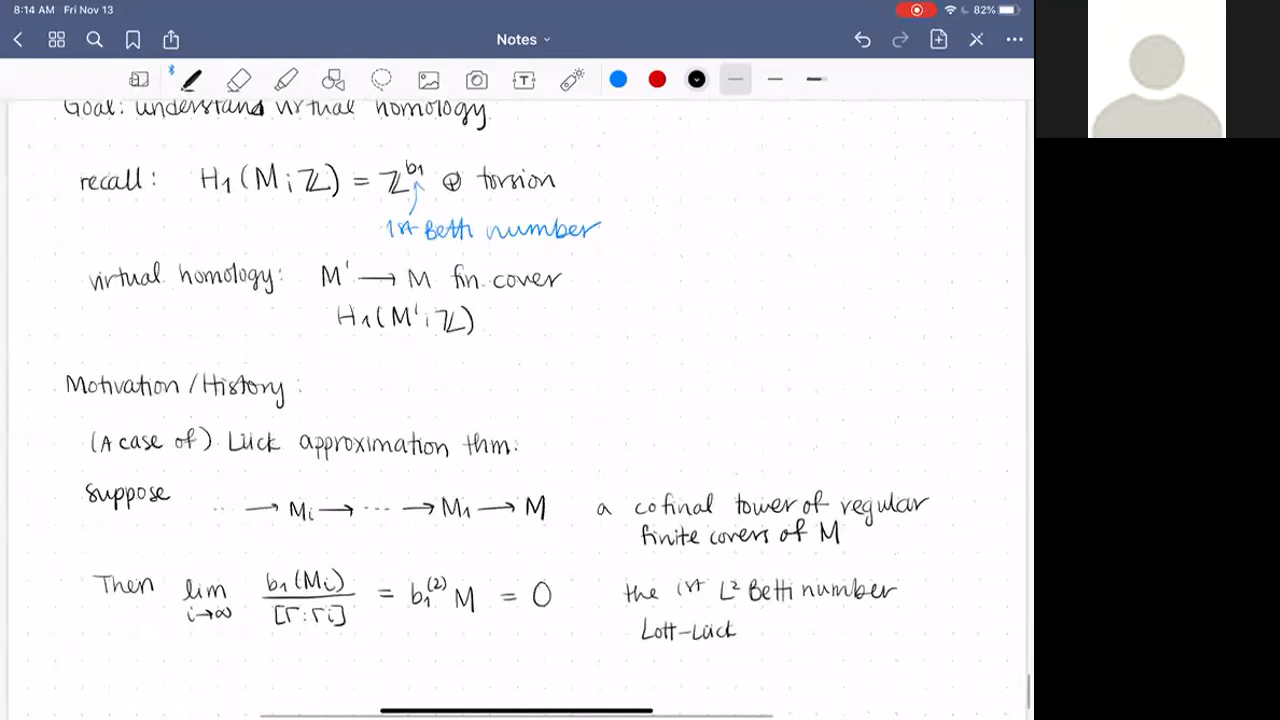 8:14 AM Fri Nov 13
82%
Notes
Goal: understand virtual homology
recall: H₁(M; ℤ) = ℤ^b₁ ⊕ torsion
1st Betti number
virtual homology: M' → M fin. cover
H₁(M'; ℤ)
Motivation / History:
(A case of) Lück approximation thm:
Suppose ... → Mᵢ → ... → M₁ → M a cofinal tower of regular
finite covers of M
Then lim i→∞ b₁(Mᵢ) / [Γ:Γᵢ] = b₁⁽²⁾ M = 0 the 1st L² Betti number
Lott-Lück